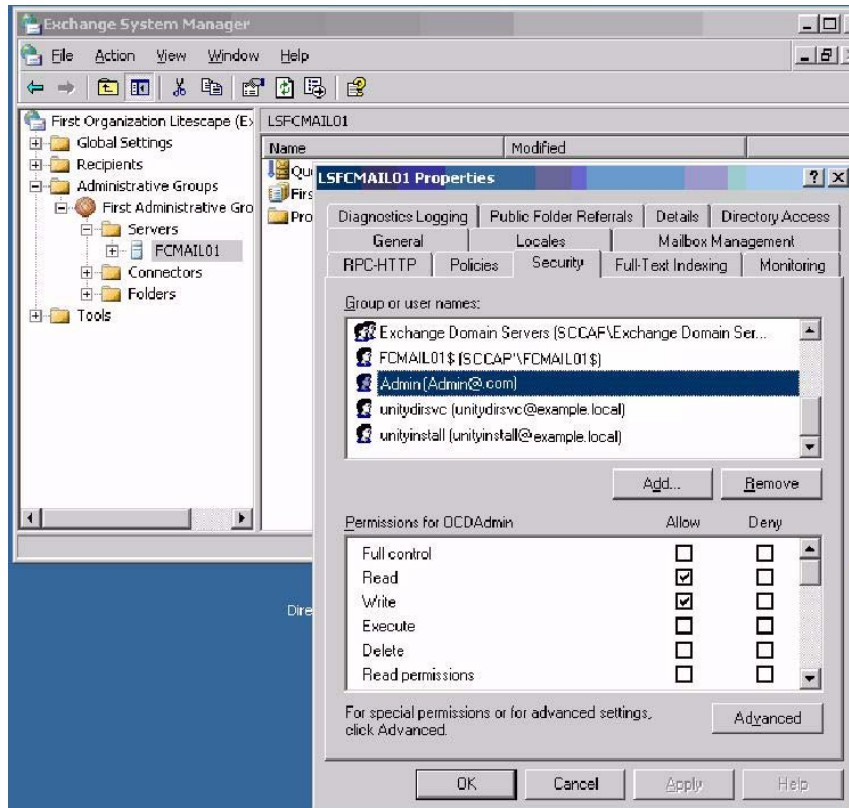 Exchange System Manager
File Action View Window Help
First Organization Litescape (Ex
Global Settings
Recipients
Administrative Groups
First Administrative Gro
Servers
FCMAIL01
Connectors
Folders
Tools
LSFCMAIL01
Name Modified
Que
Firs
Pro
LSFCMAIL01 Properties
Diagnostics Logging Public Folder Referrals Details Directory Access
General Locales Mailbox Management
RPC-HTTP Policies Security Full-Text Indexing Monitoring
Group or user names:
Exchange Domain Servers (SCCAF\Exchange Domain Ser...
FCMAIL01$ (SCCAP"\FCMAIL01$)
Admin (Admin@.com)
unitydirsvc (unitydirsvc@example.local)
unityinstall (unityinstall@example.local)
Add... Remove
Permissions for OCDAdmin Allow Deny
Full control
Read
Write
Execute
Delete
Read permissions
For special permissions or for advanced settings,
click Advanced.
Advanced
OK Cancel Apply Help
Dire